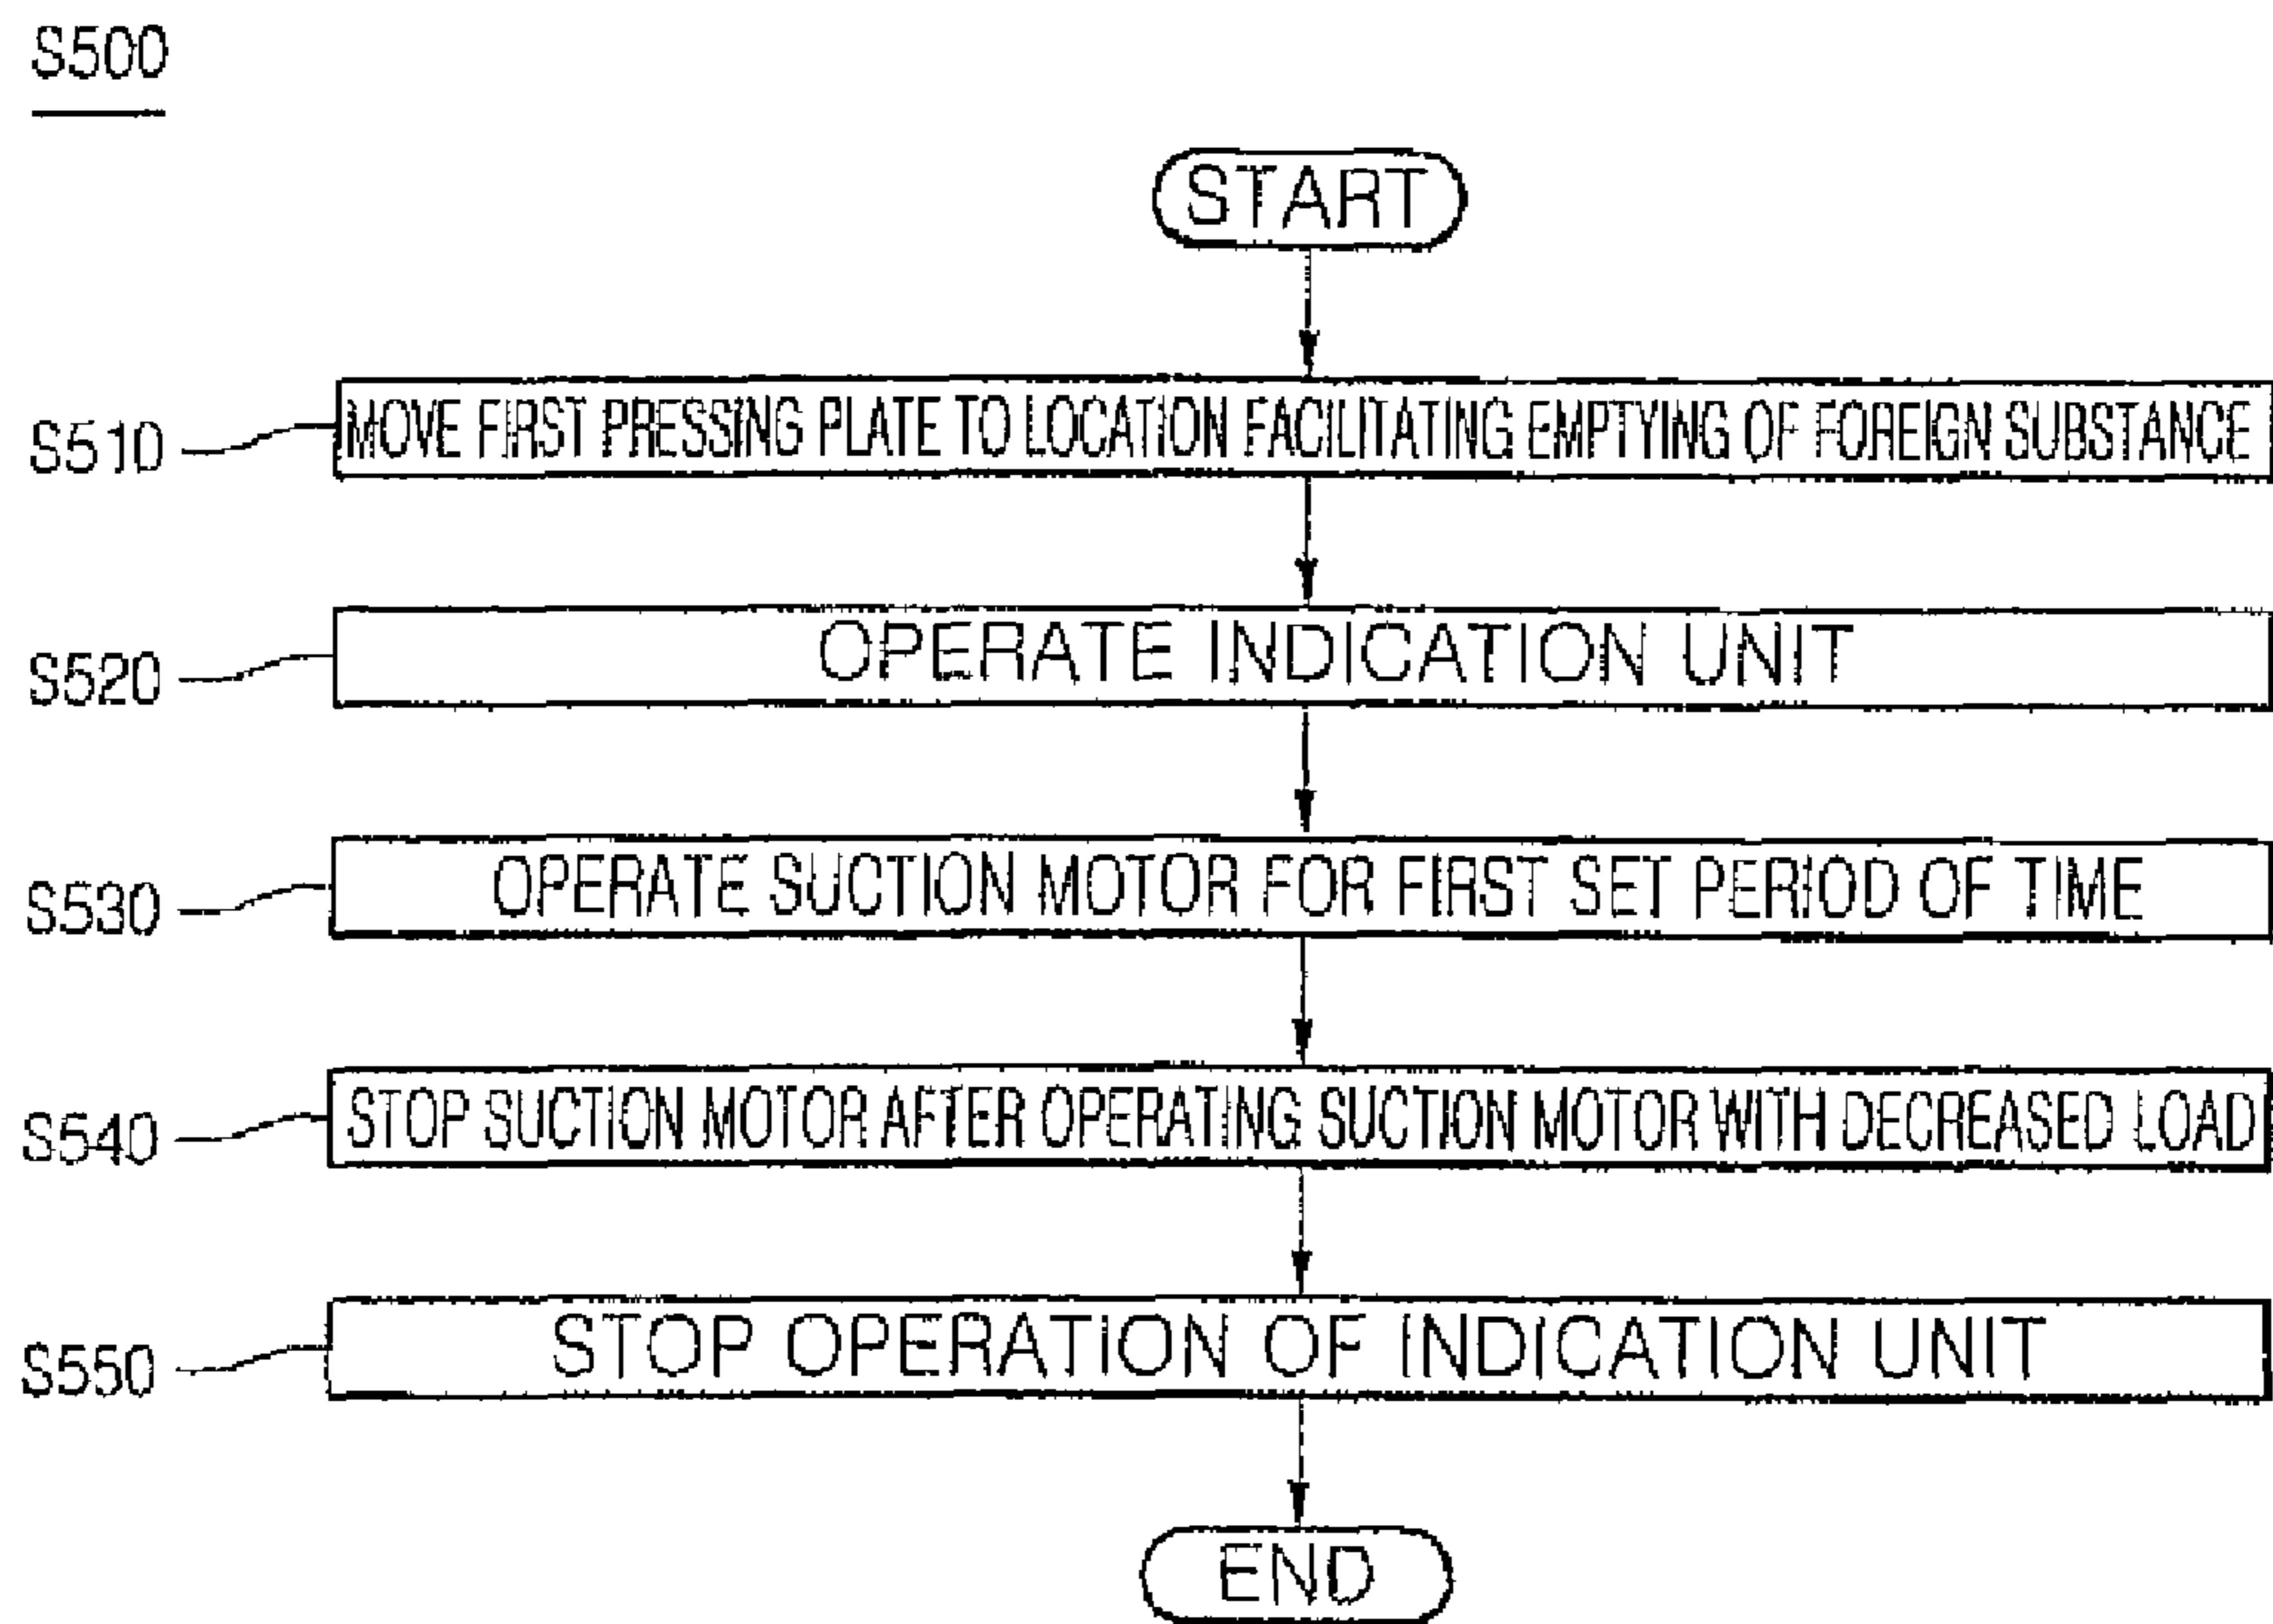 S500
START
S510 MOVE FIRST PRESSING PLATE TO LOCATION FACILITATING EMPTYING OF FOREIGN SUBSTANCE
S520 OPERATE INDICATION UNIT
S530 OPERATE SUCTION MOTOR FOR FIRST SET PERIOD OF TIME
S540 STOP SUCTION MOTOR AFTER OPERATING SUCTION MOTOR WITH DECREASED LOAD
S550 STOP OPERATION OF INDICATION UNIT
END